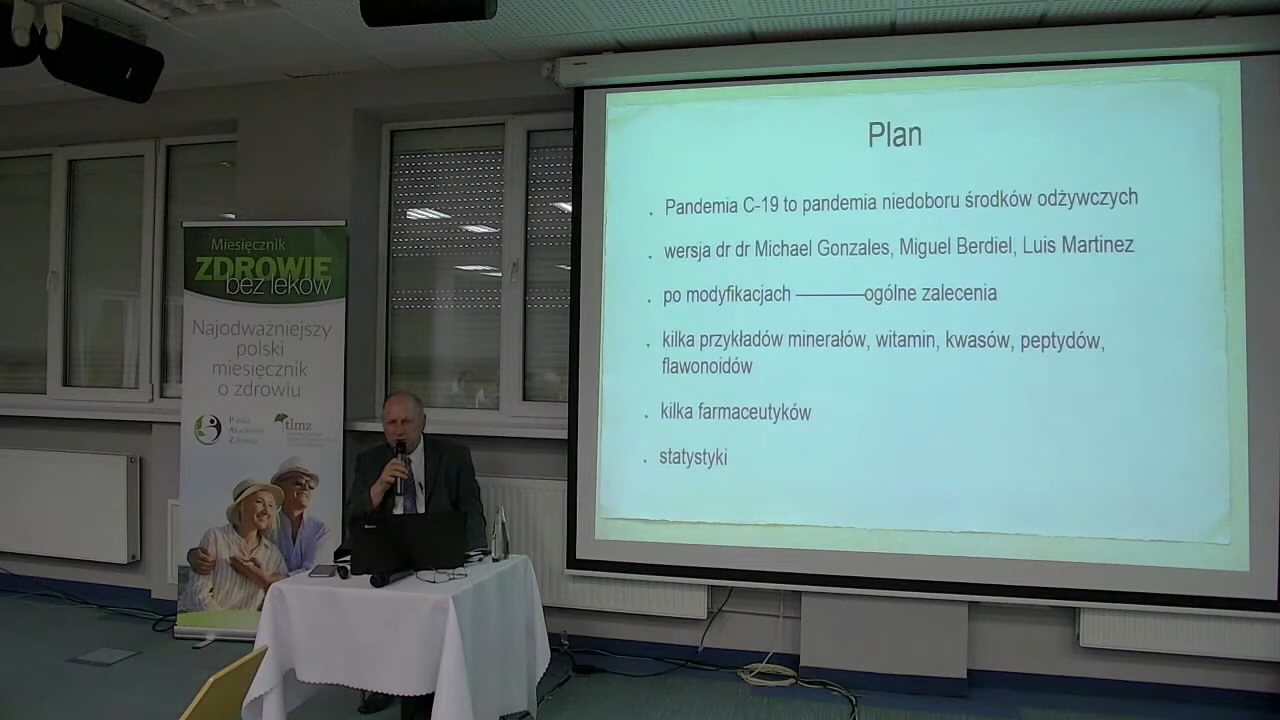 Miesięcznik
ZDROWIE
bez leków
Najodważniejszy
polski
miesięcznik
o zdrowiu
Polska
Akademia
Zdrowia
tlmz
Plan
. Pandemia C-19 to pandemia niedoboru środków odżywczych
. wersja dr dr Michael Gonzales, Miguel Berdiel, Luis Martinez
. po modyfikacjach ———ogólne zalecenia
. kilka przykładów minerałów, witamin, kwasów, peptydów,
flawonoidów
. kilka farmaceutyków
. statystyki